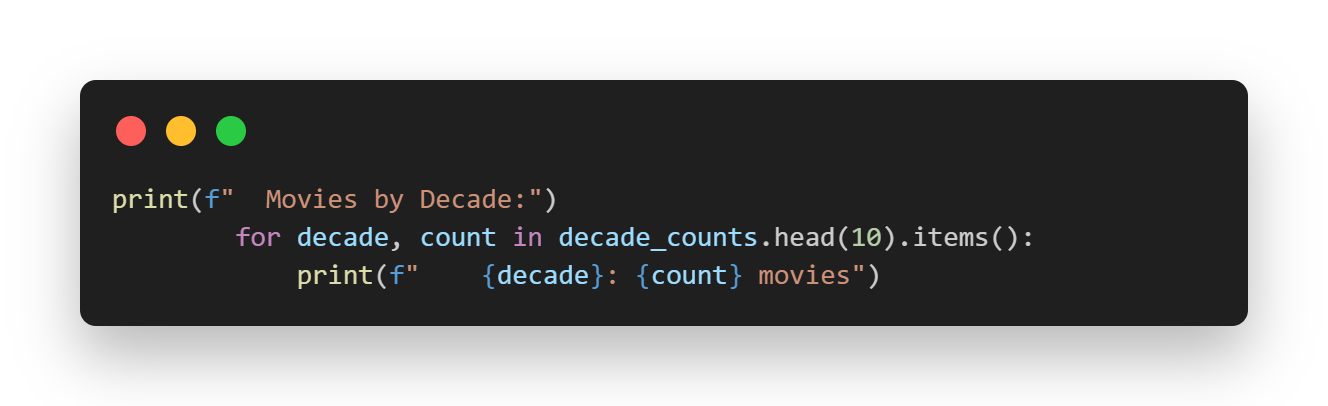 print(f"  Movies by Decade:")
        for decade, count in decade_counts.head(10).items():
            print(f"    {decade}: {count} movies")